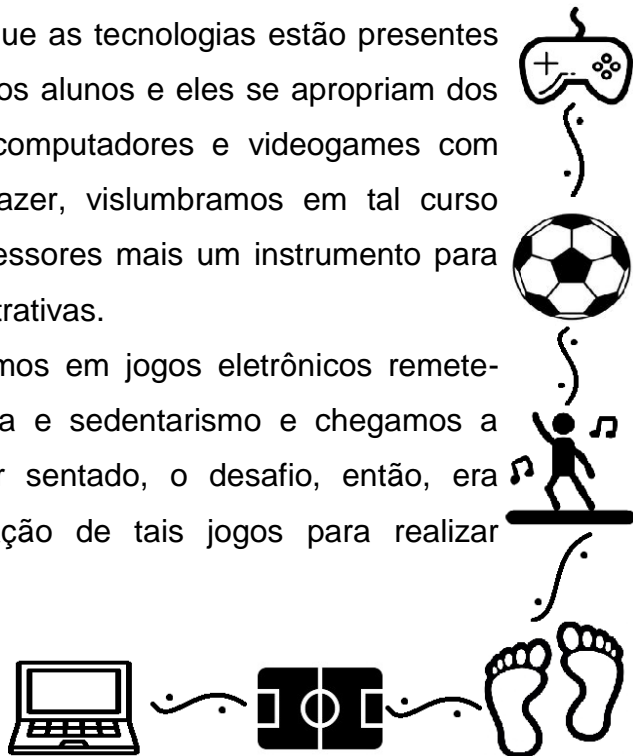 ue as tecnologias estão presentes
os alunos e eles se apropriam dos
computadores e videogames com
azer, vislumbramos em tal curso
essores mais um instrumento para
trativas.
mos em jogos eletrônicos remete-
a e sedentarismo e chegamos a
r sentado, o desafio, então, era
ção de tais jogos para realizar